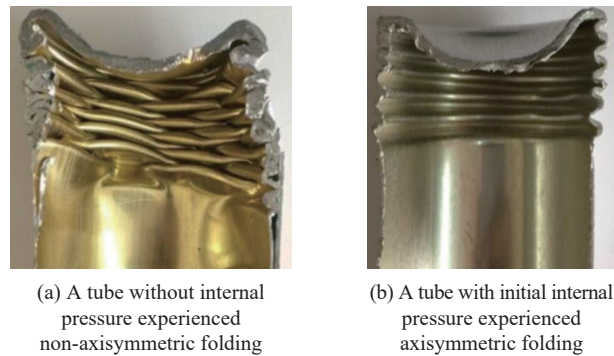 (a) A tube without internal
pressure experienced
non-axisymmetric folding
(b) A tube with initial internal
pressure experienced
axisymmetric folding